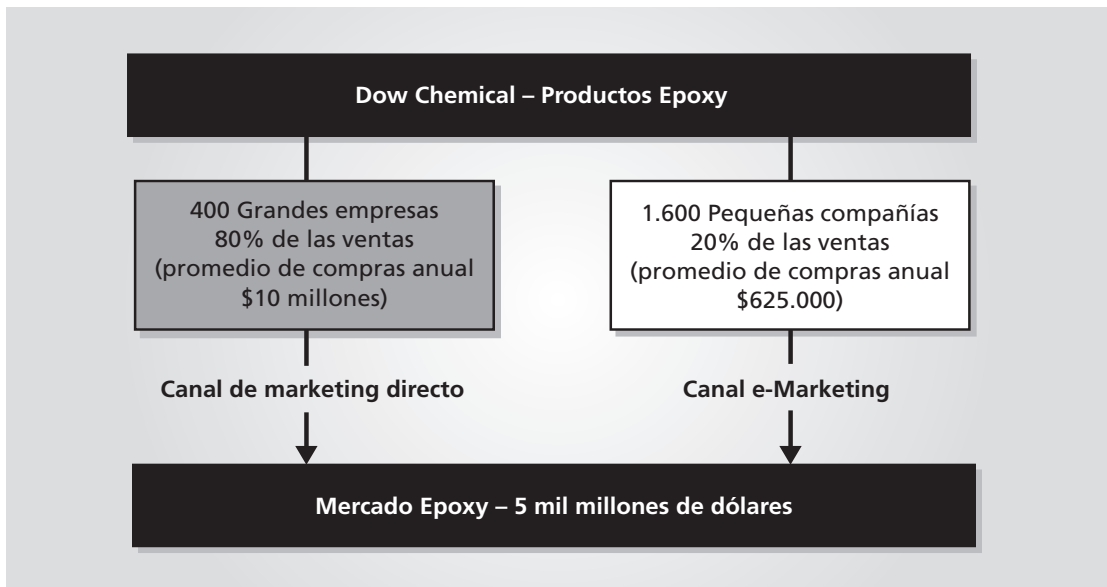 Dow Chemical – Productos Epoxy
400 Grandes empresas
80% de las ventas
(promedio de compras anual
$10 millones)
1.600 Pequeñas compañías
20% de las ventas
(promedio de compras anual
$625.000)
Canal de marketing directo
Canal e-Marketing
Mercado Epoxy – 5 mil millones de dólares